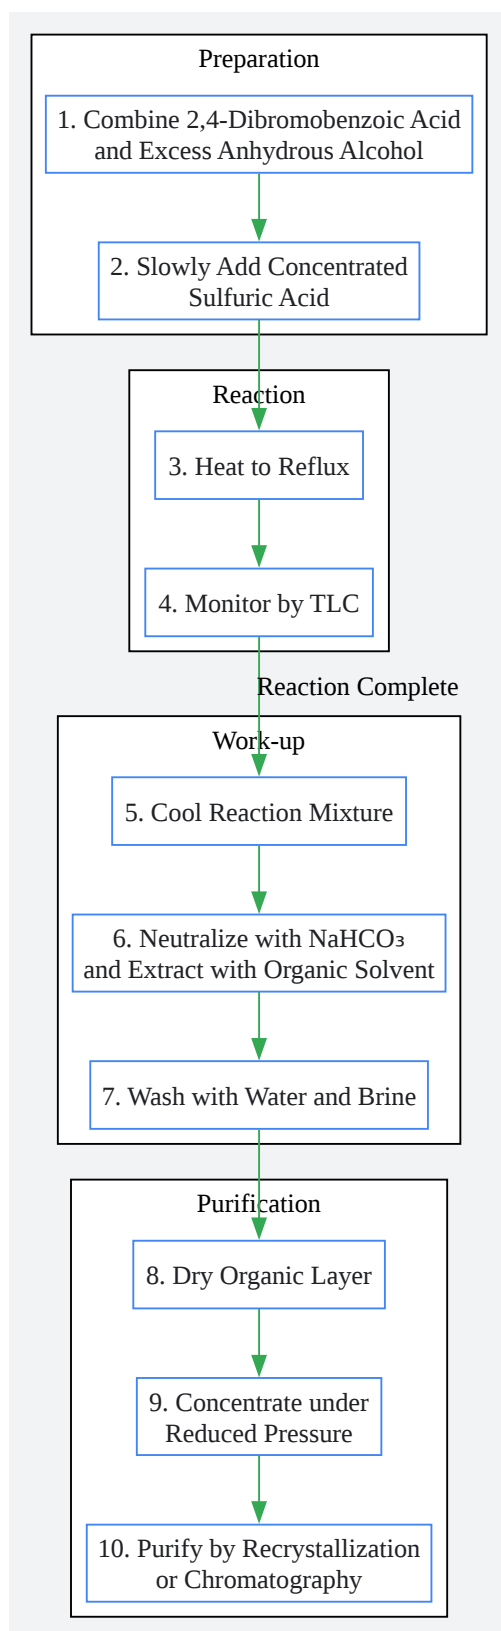 Preparation
1. Combine 2,4-Dibromobenzoic Acid
and Excess Anhydrous Alcohol
2. Slowly Add Concentrated
Sulfuric Acid
Reaction
3. Heat to Reflux
4. Monitor by TLC
Reaction Complete
Work-up
5. Cool Reaction Mixture
6. Neutralize with NaHCO₃
and Extract with Organic Solvent
7. Wash with Water and Brine
Purification
8. Dry Organic Layer
9. Concentrate under
Reduced Pressure
10. Purify by Recrystallization
or Chromatography